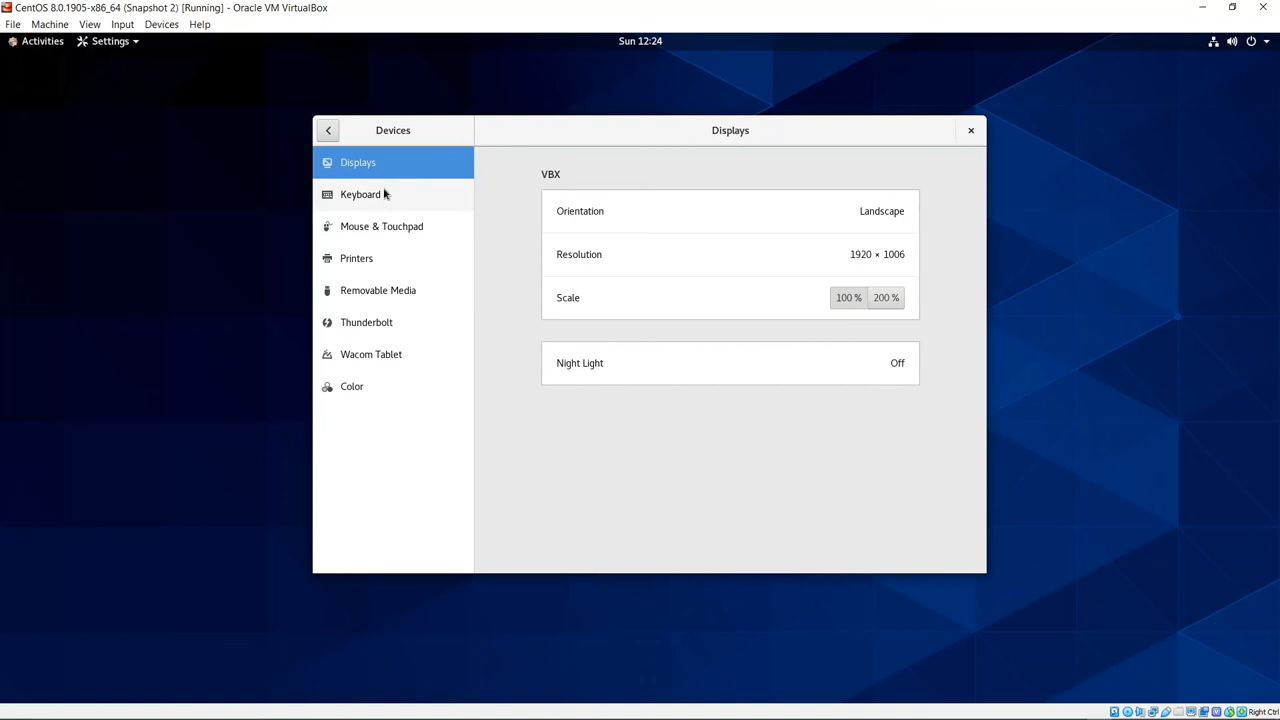 CentOS 8.0.1905-x86_64 (Snapshot 2) [Running] - Oracle VM VirtualBox
File Machine View Input Devices Help
Activities Settings Sun 12:24
Devices Displays
Displays
Keyboard
Mouse & Touchpad
Printers
Removable Media
Thunderbolt
Wacom Tablet
Color
VBX
Orientation Landscape
Resolution 1920 × 1006
Scale 100 % 200 %
Night Light Off
Right Ctrl